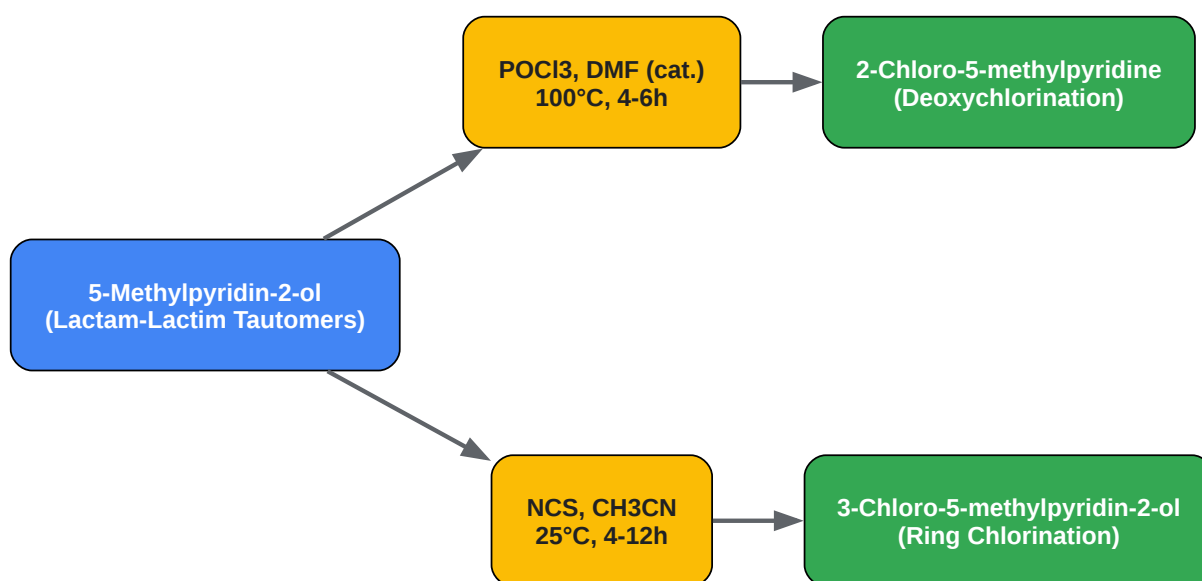 POCl3, DMF (cat.)
100°C, 4-6h
2-Chloro-5-methylpyridine
(Deoxychlorination)
5-Methylpyridin-2-ol
(Lactam-Lactim Tautomers)
NCS, CH3CN
25°C, 4-12h
3-Chloro-5-methylpyridin-2-ol
(Ring Chlorination)